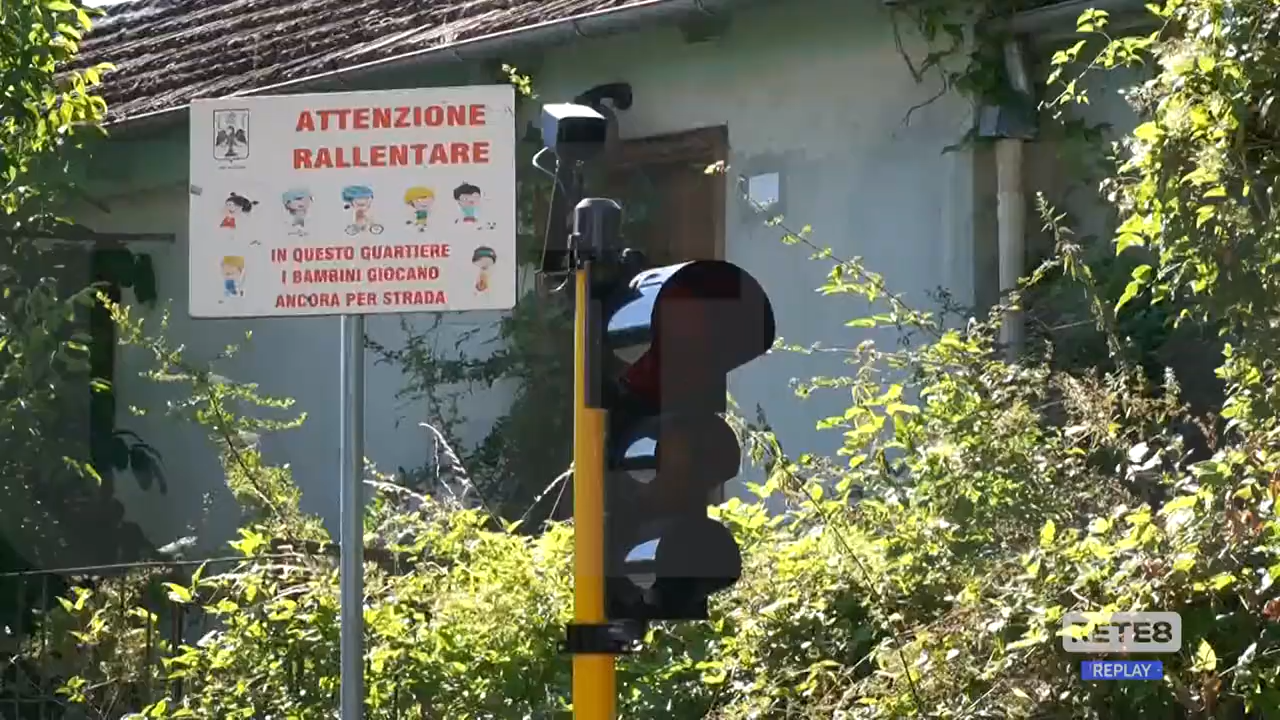 ATTENZIONE
RALLENTARE
IN QUESTO QUARTIERE
I BAMBINI GIOCANO
ANCORA PER STRADA
RETE8
REPLAY